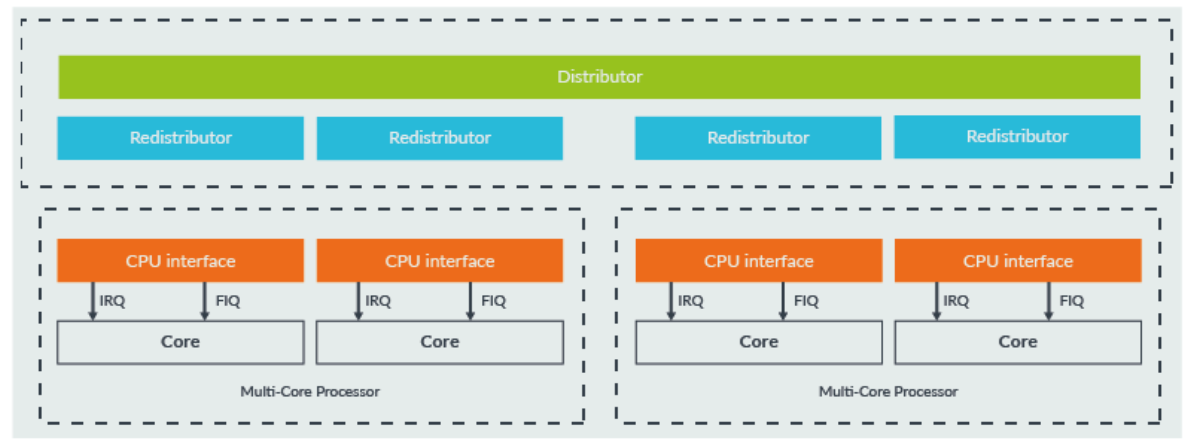 Distributor
Redistributor Redistributor Redistributor Redistributor
CPU interface CPU interface CPU interface CPU interface
IRQ FIQ IRQ FIQ IRQ FIQ IRQ FIQ
Core Core Core Core
Multi-Core Processor Multi-Core Processor